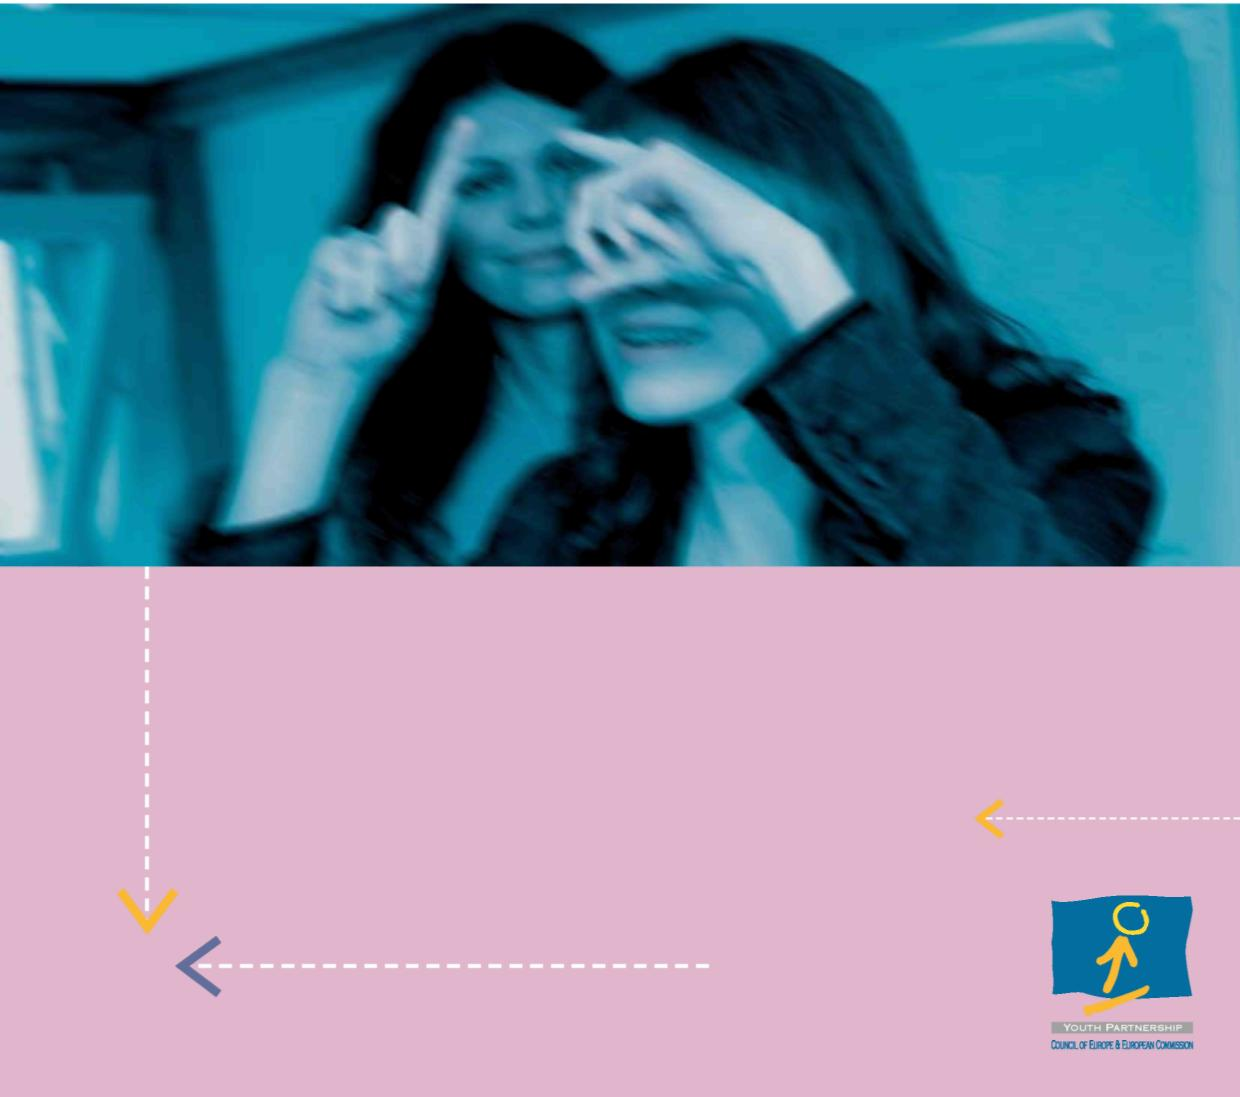 YOUTH PARTNERSHIP
COUNCIL OF EUROPE & EUROPEAN COMMISSION